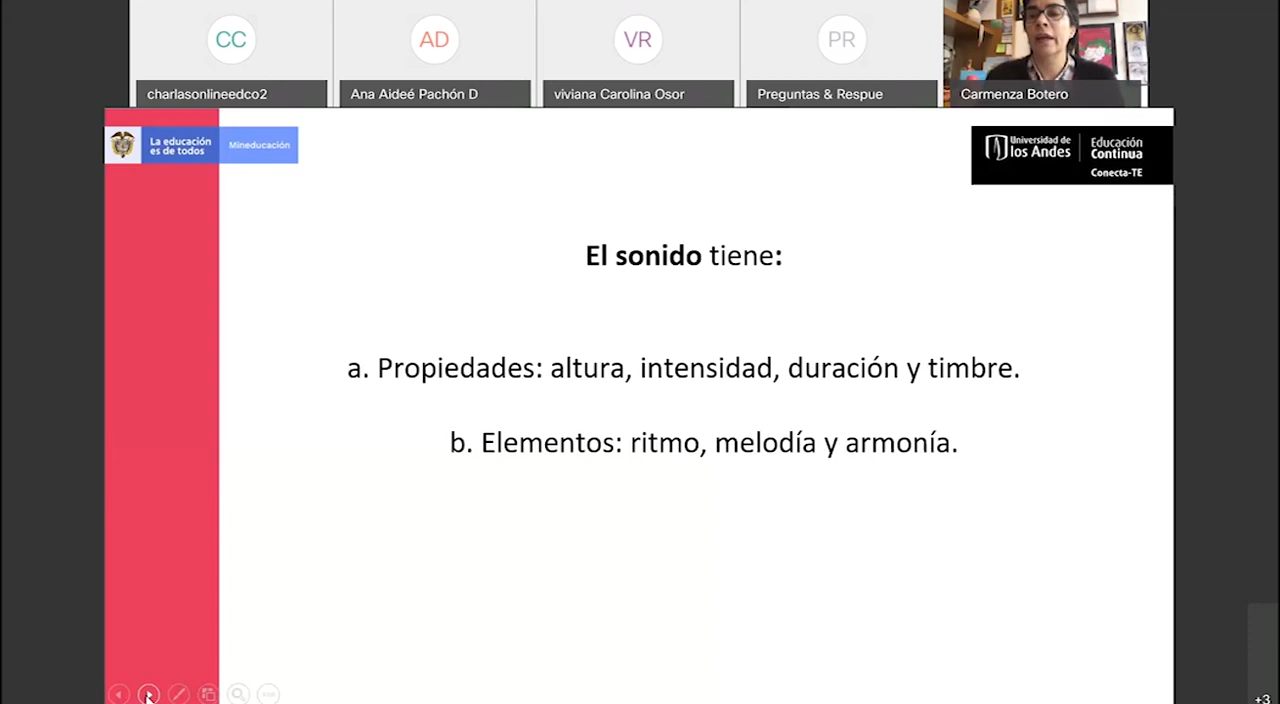 CC
AD
VR
PR
charlasonlineedco2
Ana Aideé Pachón D
viviana Carolina Osor
Preguntas & Respue
Carmenza Botero
La educación
es de todos
Mineducación
Universidad de
los Andes
Educación
Continua
Conecta-TE
El sonido tiene:
a. Propiedades: altura, intensidad, duración y timbre.
b. Elementos: ritmo, melodía y armonía.
+3